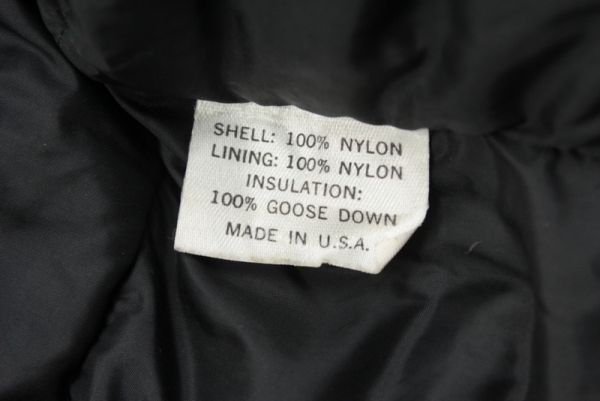 SHELL: 100% NYLON
LINING: 100% NYLON
INSULATION:
100% GOOSE DOWN
MADE IN U.S.A.